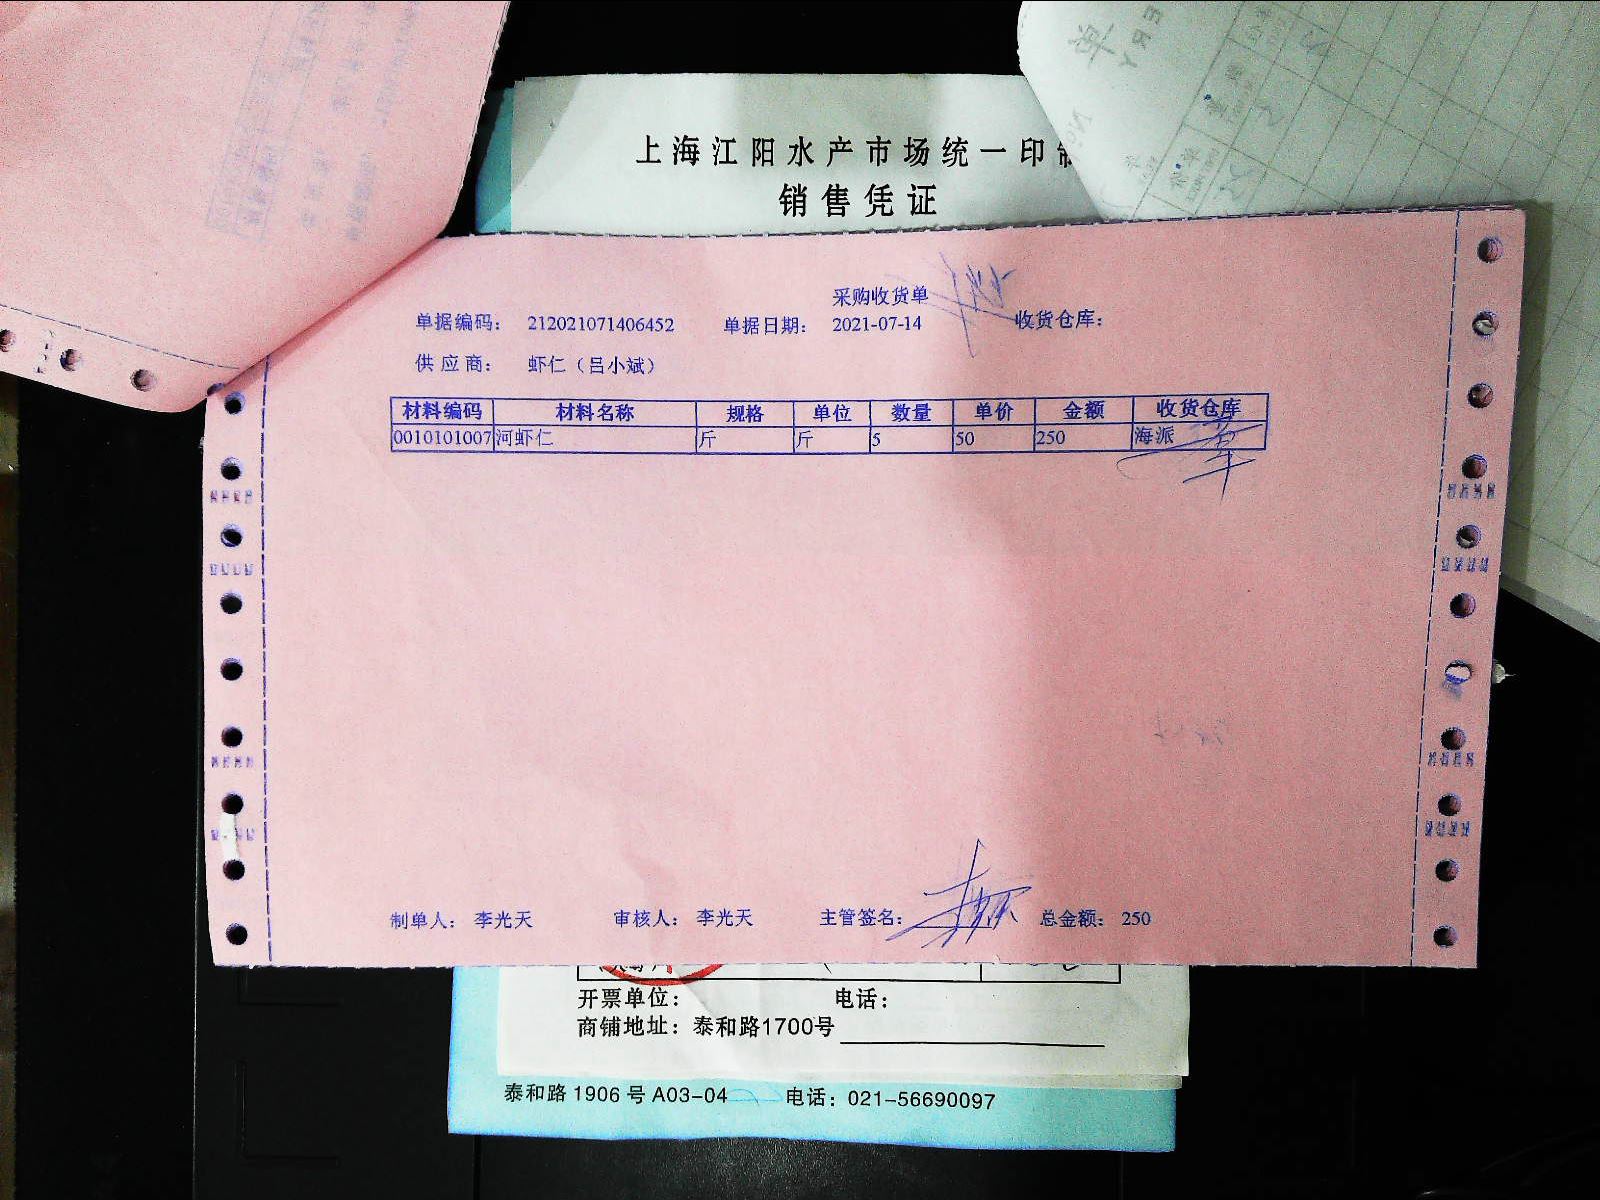 上海江阳水产市场统一印
销售凭证
采购收货单
单据编码： 212021071406452 单据日期： 2021-07-14 收货仓库：
供应商： 虾仁（吕小斌）
材料编码 材料名称 规格 单位 数量 单价 金额 收货仓库
0010101007 河虾仁 斤 斤 5 50 250 海派
制单人： 李光天 审核人： 李光天 主管签名： 总金额： 250
开票单位： 电话：
商铺地址：泰和路1700号
泰和路 1906 号 A03-04 电话：021-56690097